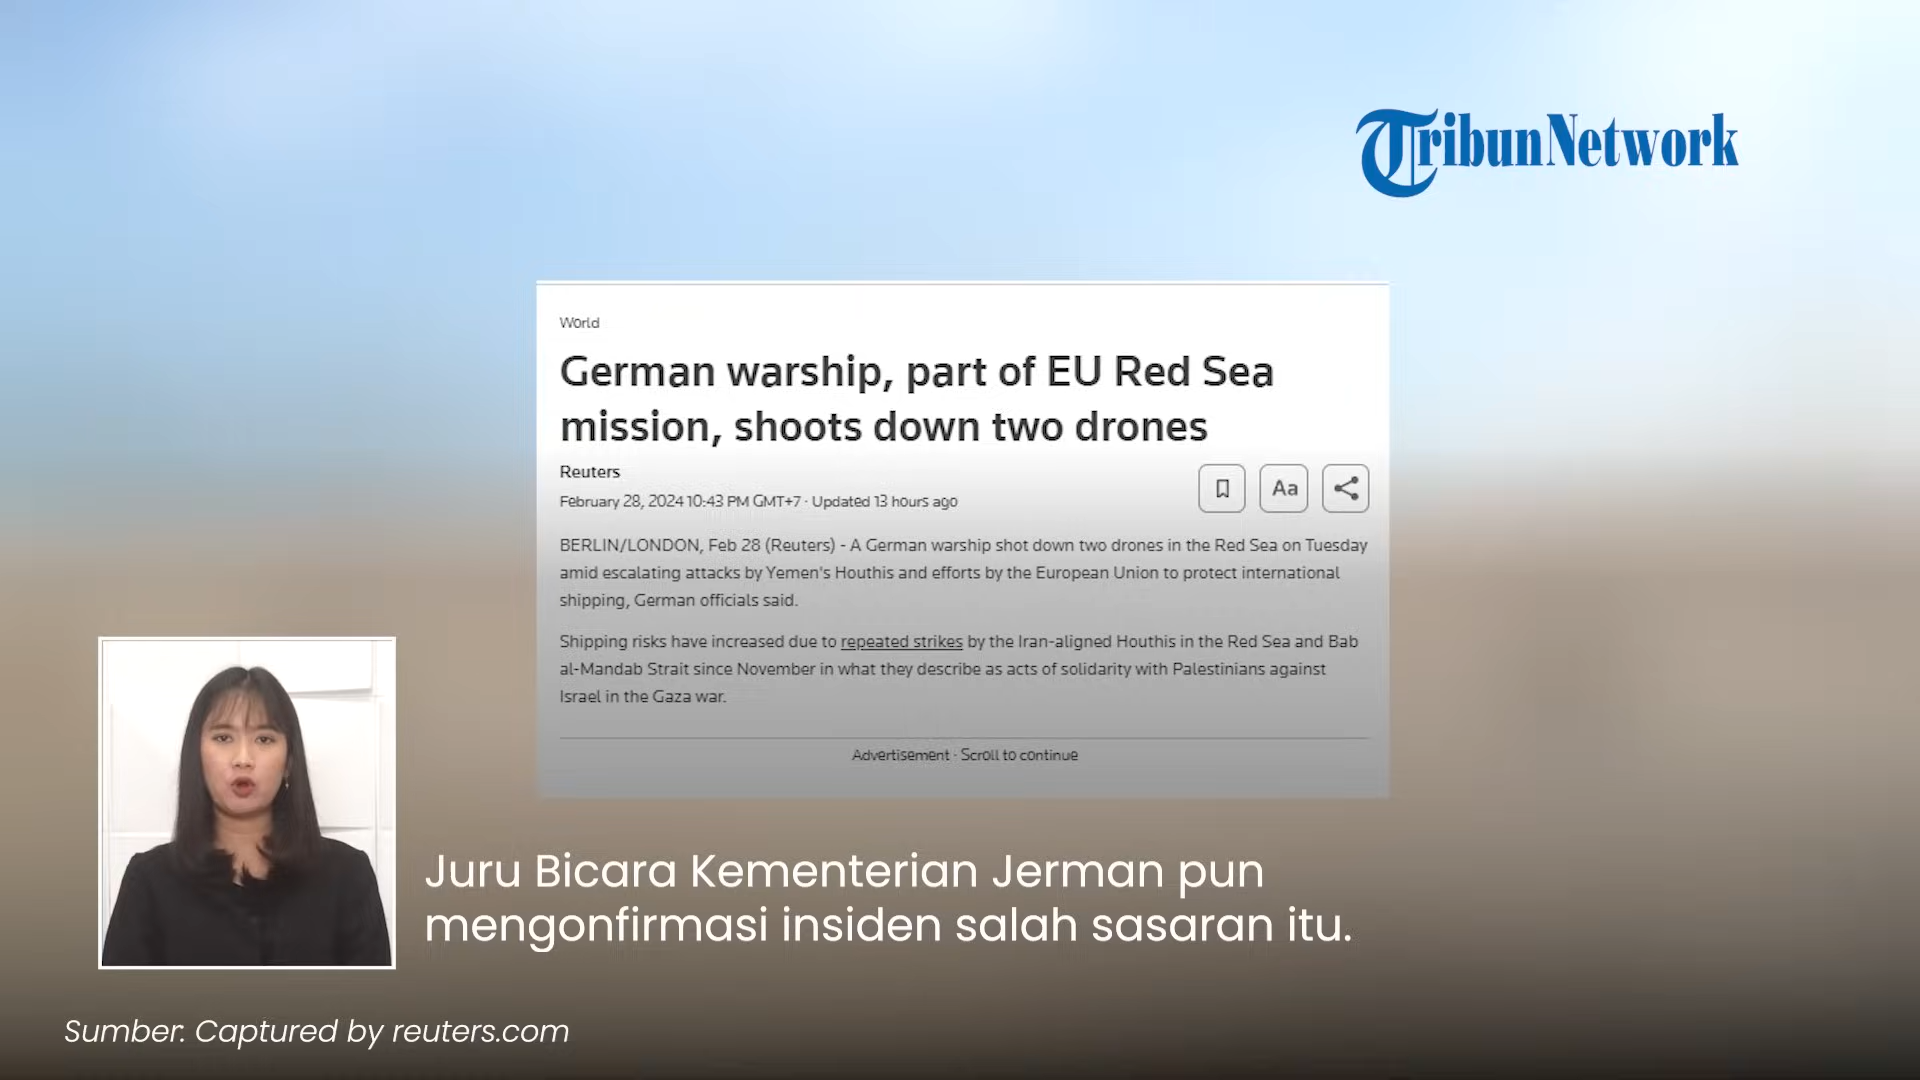 TribunNetwork
World
German warship, part of EU Red Sea
mission, shoots down two drones
Reuters
February 28, 2024 10:43 PM GMT+7 · Updated 13 hours ago
Aa
BERLIN/LONDON, Feb 28 (Reuters) - A German warship shot down two drones in the Red Sea on Tuesday
amid escalating attacks by Yemen's Houthis and efforts by the European Union to protect international
shipping, German officials said.
Shipping risks have increased due to repeated strikes by the Iran-aligned Houthis in the Red Sea and Bab
al-Mandab Strait since November in what they describe as acts of solidarity with Palestinians against
Israel in the Gaza war.
Advertisement · Scroll to continue
Juru Bicara Kementerian Jerman pun
mengonfirmasi insiden salah sasaran itu.
Sumber: Captured by reuters.com